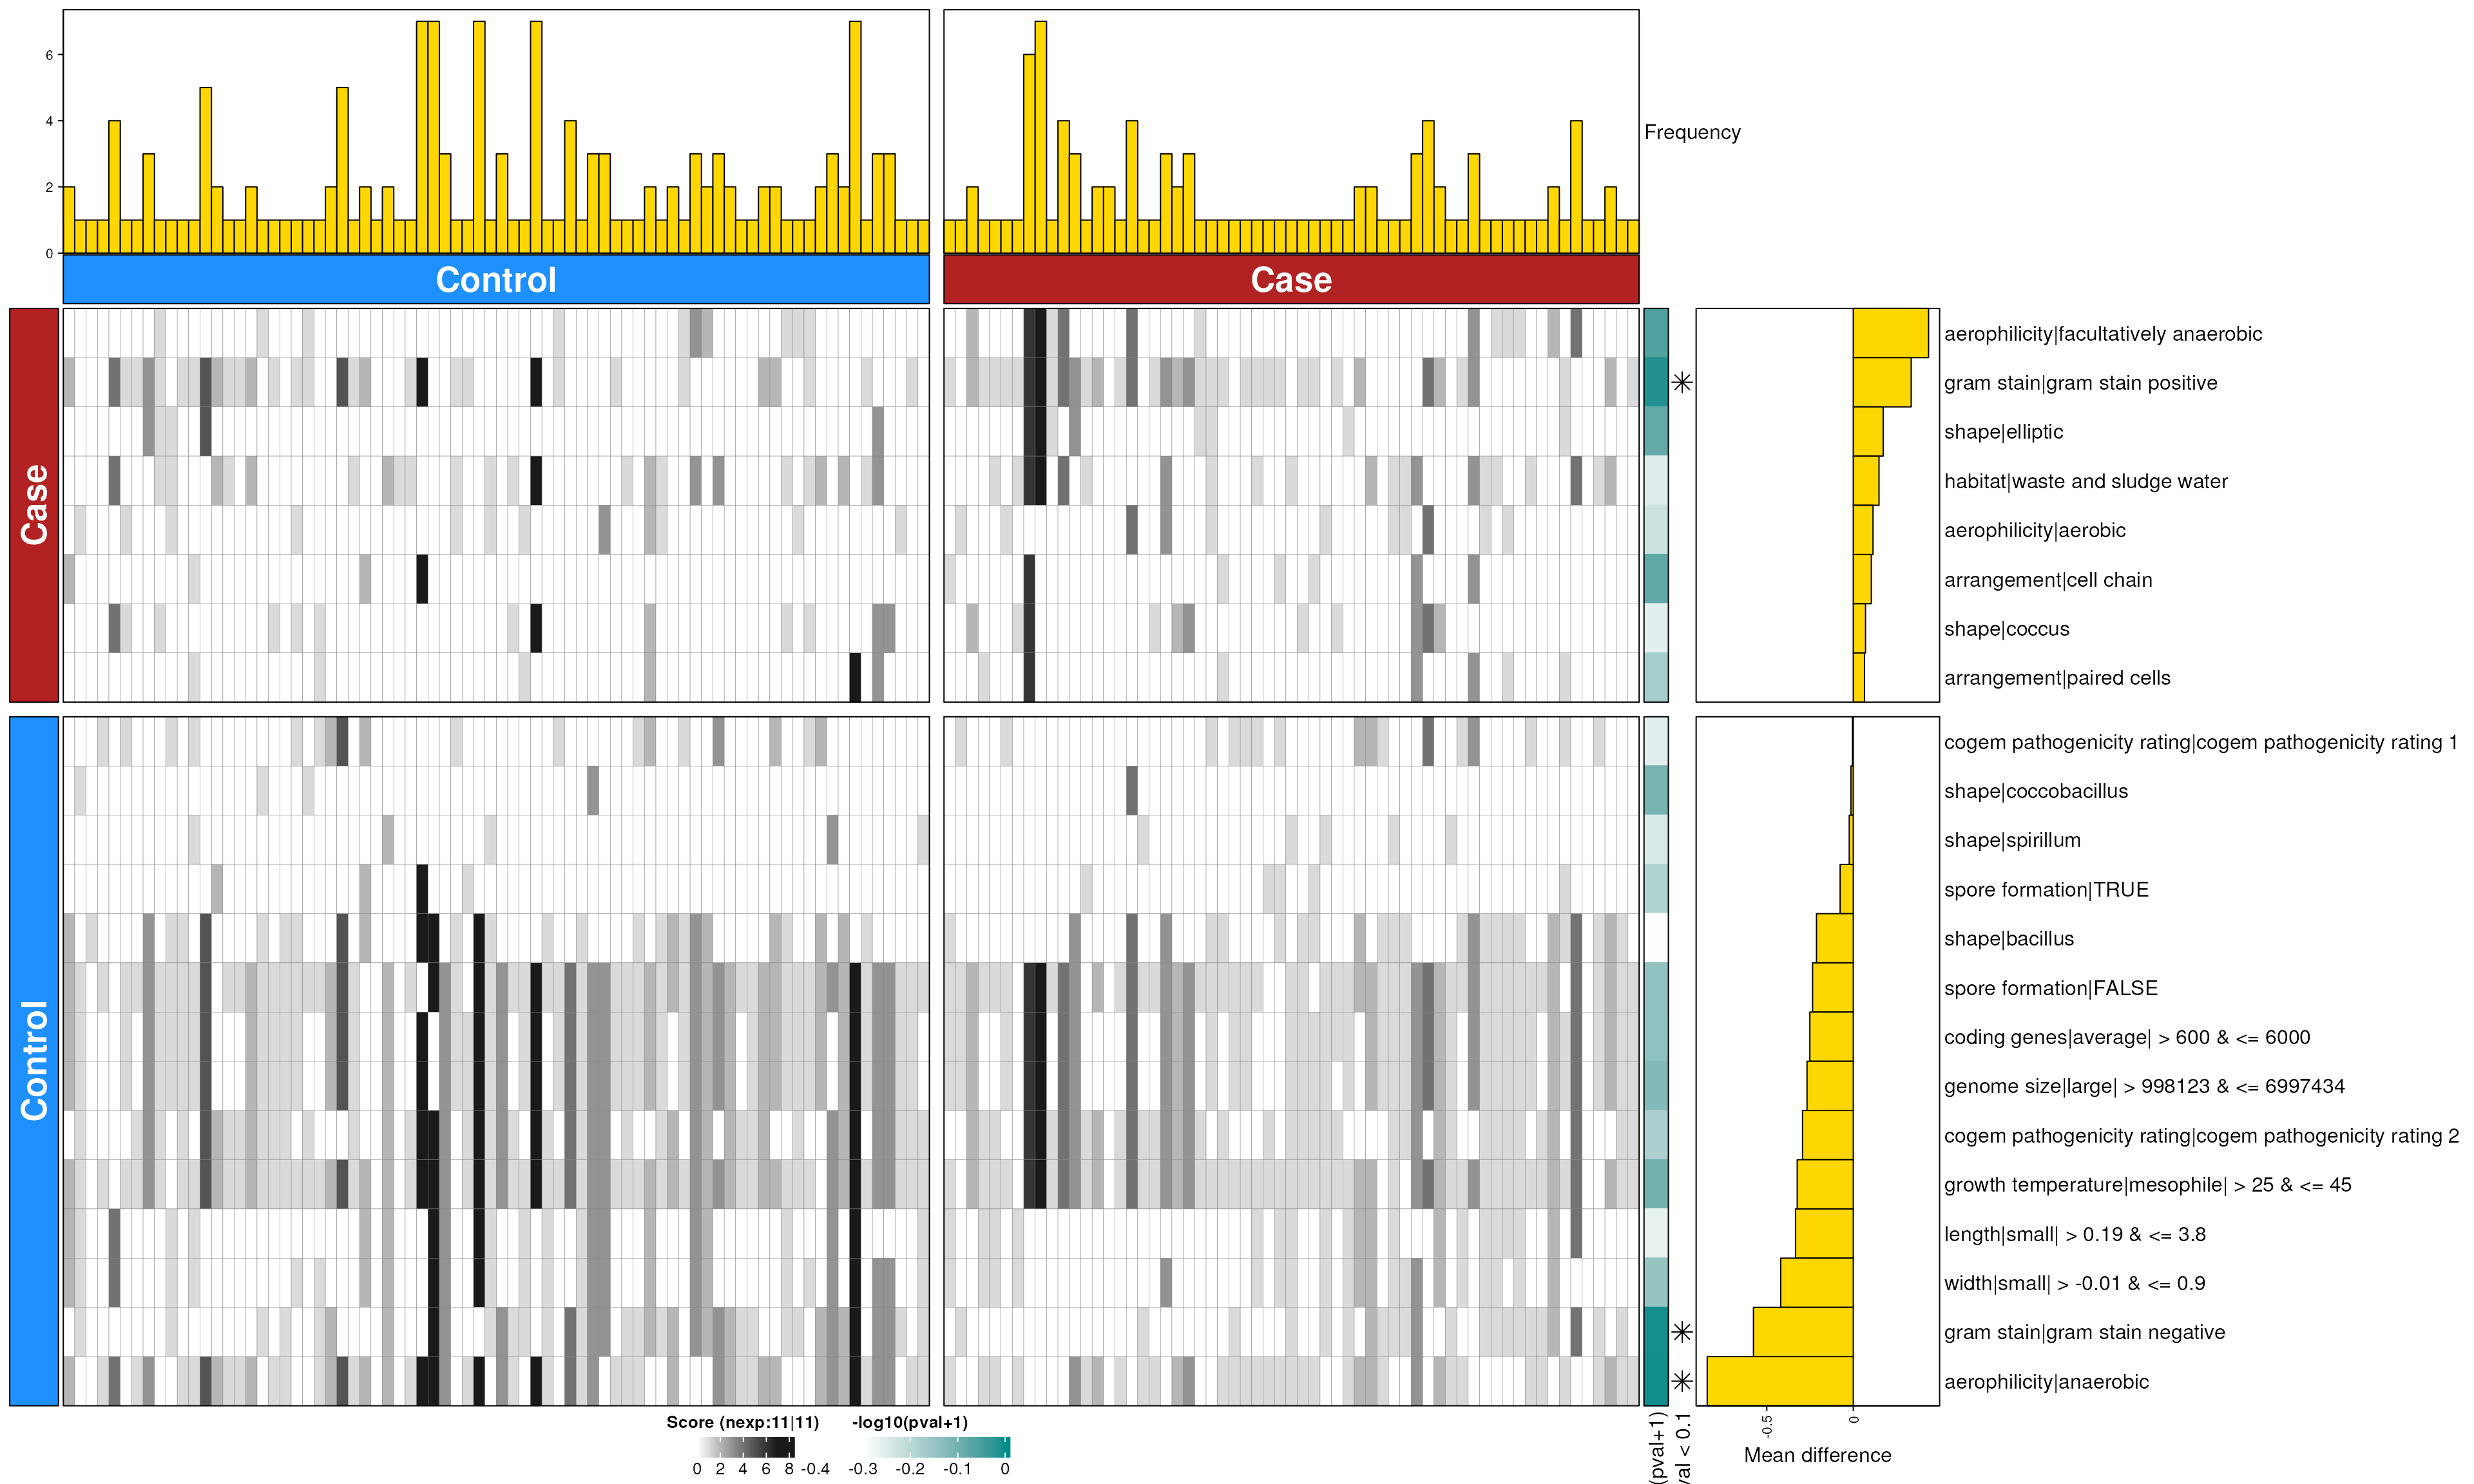 6
4
2
0
Frequency
Control
Case
Case
aerophilicity|facultatively anaerobic
gram stain|gram stain positive
shape|elliptic
habitat|waste and sludge water
aerophilicity|aerobic
arrangement|cell chain
shape|coccus
arrangement|paired cells
Control
cogem pathogenicity rating|cogem pathogenicity rating 1
shape|coccobacillus
shape|spirillum
spore formation|TRUE
shape|bacillus
spore formation|FALSE
coding genes|average| > 600 & <= 6000
genome size|large| > 998123 & <= 6997434
cogem pathogenicity rating|cogem pathogenicity rating 2
growth temperature|mesophile| > 25 & <= 45
length|small| > 0.19 & <= 3.8
width|small| > -0.01 & <= 0.9
gram stain|gram stain negative
aerophilicity|anaerobic
(pval+1)
val < 0.1
-0.5 0
Mean difference
Score (nexp:11|11)
0 2 4 6 8
-log10(pval+1)
-0.4 -0.3 -0.2 -0.1 0